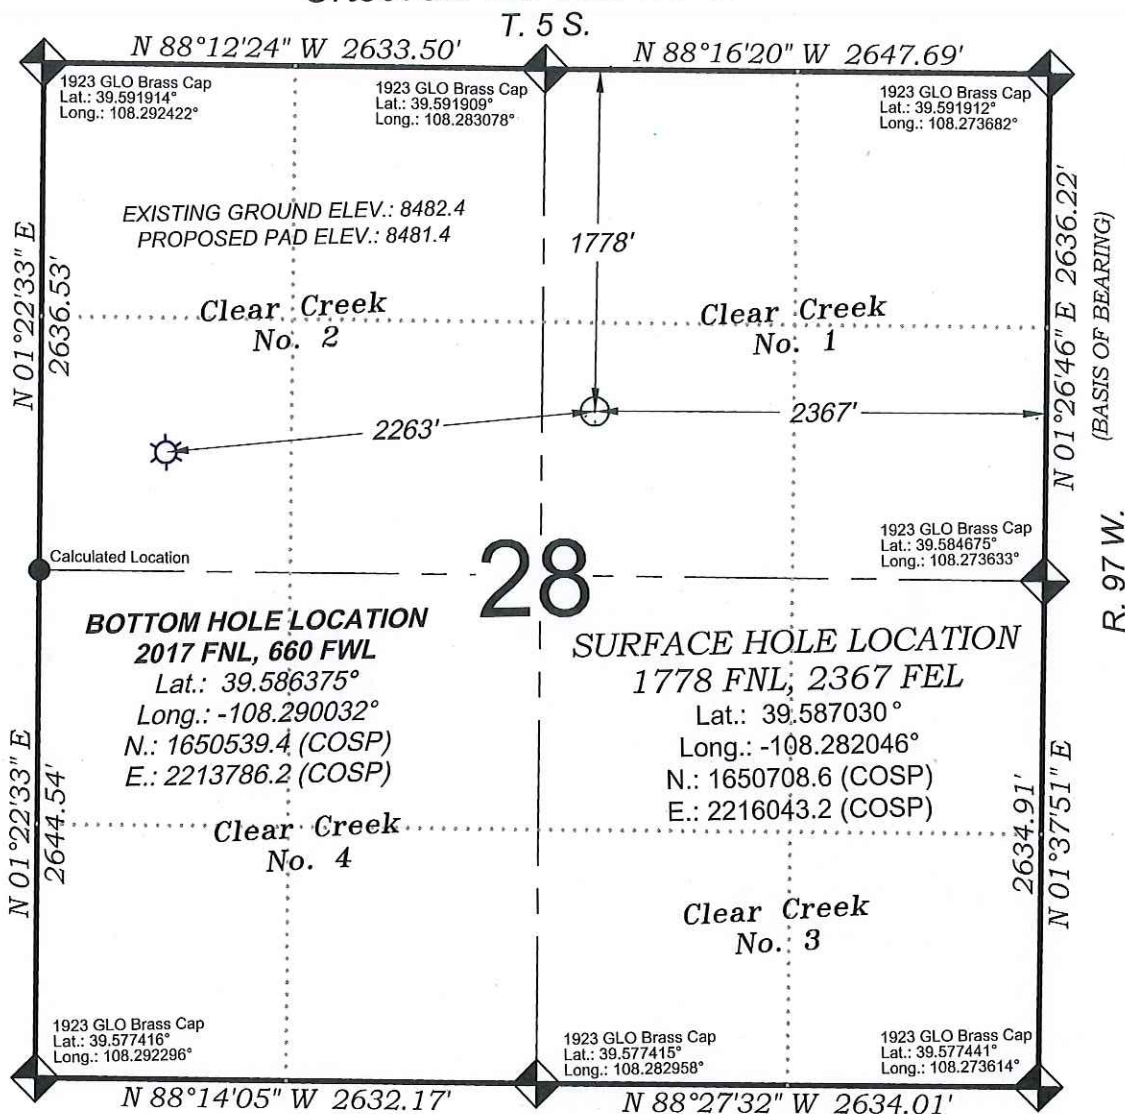 T. 5 S.
N 88°12'24" W 2633.50'
N 88°16'20" W 2647.69'
1923 GLO Brass Cap
Lat.: 39.591914°
Long.: 108.292422°
1923 GLO Brass Cap
Lat.: 39.591909°
Long.: 108.283078°
1923 GLO Brass Cap
Lat.: 39.591912°
Long.: 108.273682°
EXISTING GROUND ELEV.: 8482.4
PROPOSED PAD ELEV.: 8481.4
1778'
N 01°22'33" E
2636.53'
N 01°26'46" E 2636.22'
(BASIS OF BEARING)
Clear Creek
No. 2
Clear Creek
No. 1
2263'
2367'
R. 97 W.
Calculated Location
1923 GLO Brass Cap
Lat.: 39.584675°
Long.: 108.273633°
28
BOTTOM HOLE LOCATION
2017 FNL, 660 FWL
Lat.: 39.586375°
Long.: -108.290032°
N.: 1650539.4 (COSP)
E.: 2213786.2 (COSP)
SURFACE HOLE LOCATION
1778 FNL, 2367 FEL
Lat.: 39.587030°
Long.: -108.282046°
N.: 1650708.6 (COSP)
E.: 2216043.2 (COSP)
N 01°22'33" E
2644.54'
2634.91'
N 01°37'51" E
Clear Creek
No. 4
Clear Creek
No. 3
1923 GLO Brass Cap
Lat.: 39.577416°
Long.: 108.292296°
1923 GLO Brass Cap
Lat.: 39.577415°
Long.: 108.282958°
1923 GLO Brass Cap
Lat.: 39.577441°
Long.: 108.273614°
N 88°14'05" W 2632.17'
N 88°27'32" W 2634.01'